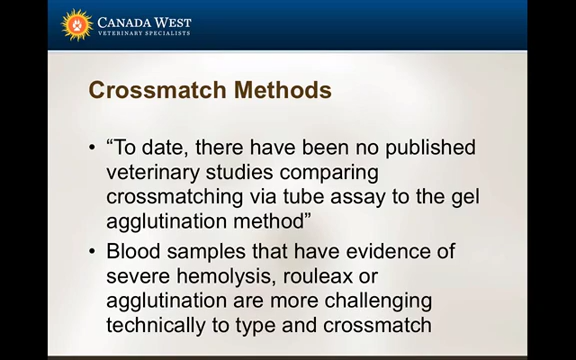 CANADA WEST
VETERINARY SPECIALISTS
Crossmatch Methods
• “To date, there have been no published
veterinary studies comparing
crossmatching via tube assay to the gel
agglutination method”
• Blood samples that have evidence of
severe hemolysis, rouleax or
agglutination are more challenging
technically to type and crossmatch